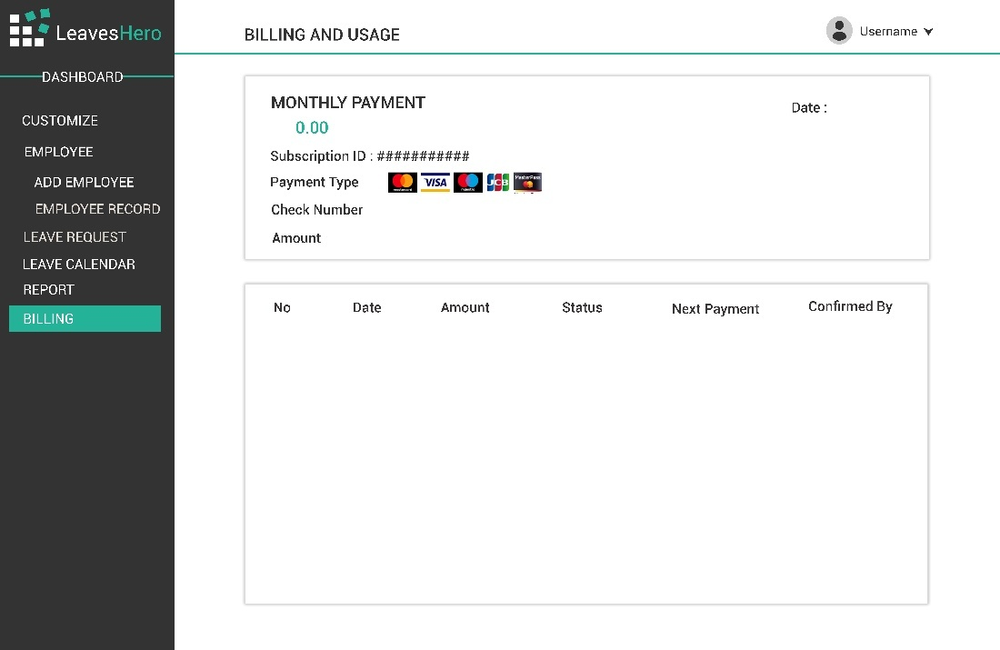 LeavesHero
BILLING AND USAGE
Username
DASHBOARD
CUSTOMIZE
EMPLOYEE
ADD EMPLOYEE
EMPLOYEE RECORD
LEAVE REQUEST
LEAVE CALENDAR
REPORT
BILLING
MONTHLY PAYMENT
Date :
0.00
Subscription ID : ###########
Payment Type VISA JCB MasterPass
Check Number
Amount
No Date Amount Status Next Payment Confirmed By